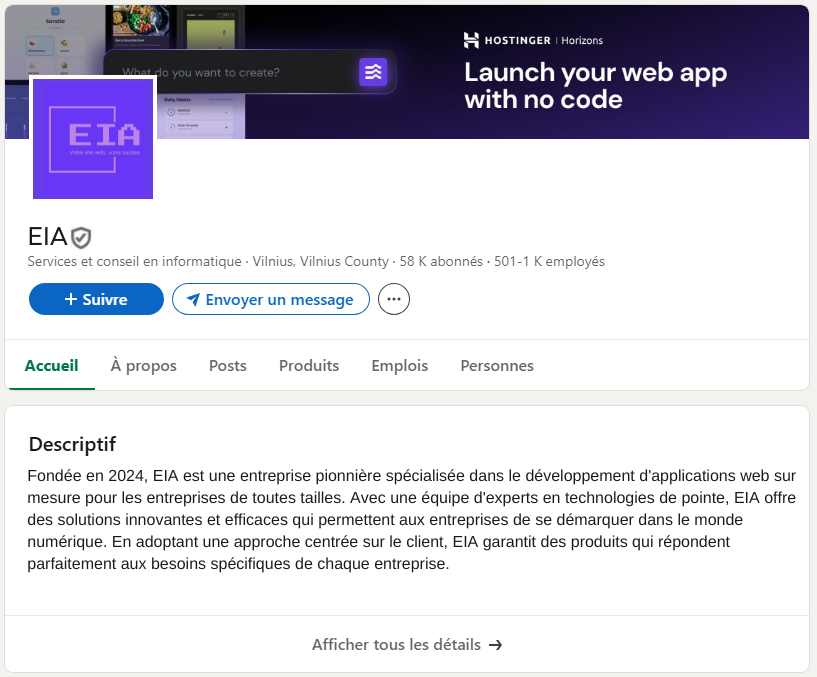 Sandia
What do you want to create?
Daily Habits
HOSTINGER | Horizons
Launch your web app
with no code
EIA
Votre site web, votre succès
EIA
Services et conseil en informatique · Vilnius, Vilnius County · 58 K abonnés · 501-1 K employés
+ Suivre
Envoyer un message
Accueil À propos Posts Produits Emplois Personnes
Descriptif
Fondée en 2024, EIA est une entreprise pionnière spécialisée dans le développement d'applications web sur
mesure pour les entreprises de toutes tailles. Avec une équipe d'experts en technologies de pointe, EIA offre
des solutions innovantes et efficaces qui permettent aux entreprises de se démarquer dans le monde
numérique. En adoptant une approche centrée sur le client, EIA garantit des produits qui répondent
parfaitement aux besoins spécifiques de chaque entreprise.
Afficher tous les détails →